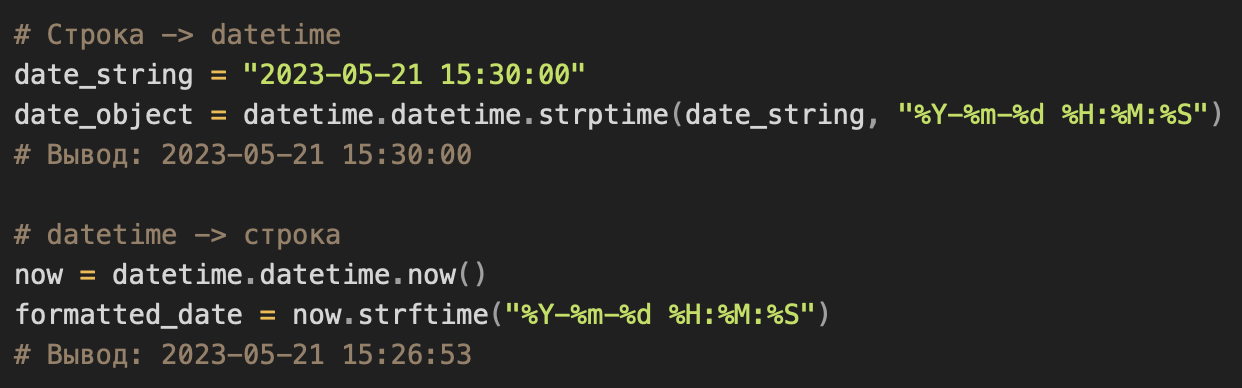 # Строка -> datetime
date_string = "2023-05-21 15:30:00"
date_object = datetime.datetime.strptime(date_string, "%Y-%m-%d %H:%M:%S")
# Вывод: 2023-05-21 15:30:00
# datetime -> строка
now = datetime.datetime.now()
formatted_date = now.strftime("%Y-%m-%d %H:%M:%S")
# Вывод: 2023-05-21 15:26:53